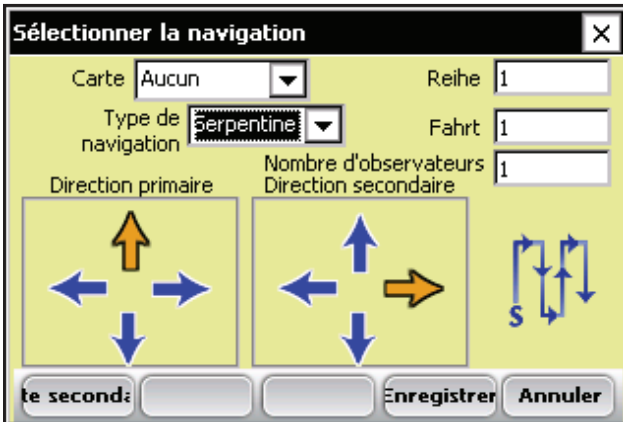 Sélectionner la navigation
Carte Aucun Reihe 1
Type de navigation Serpentine Fahrt 1
Nombre d'observateurs 1
Direction primaire Direction secondaire
S
te seconda Enregistrer Annuler